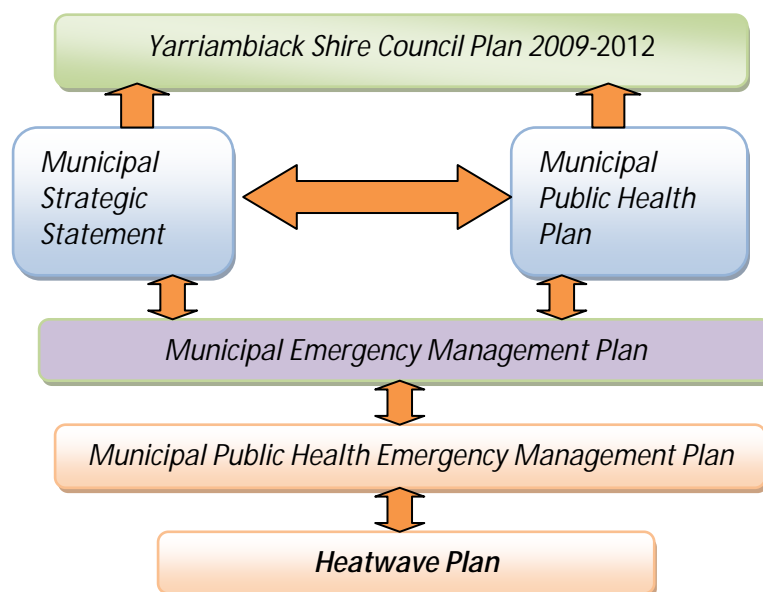 Yarriambiack Shire Council Plan 2009-2012
Municipal
Strategic
Statement
Municipal
Public Health
Plan
Municipal Emergency Management Plan
Municipal Public Health Emergency Management Plan
Heatwave Plan